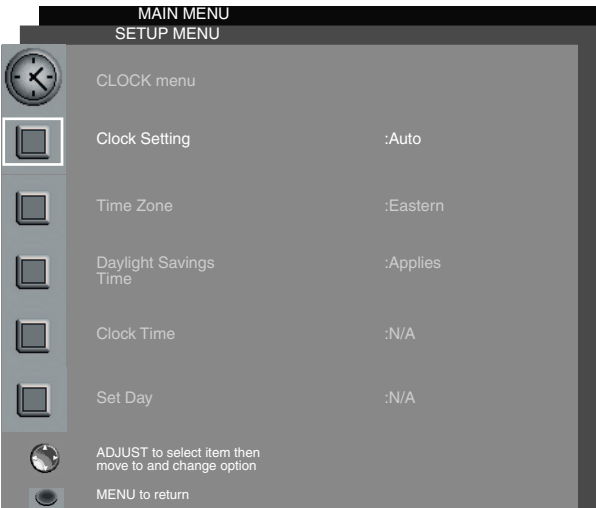 MAIN MENU
SETUP MENU
CLOCK menu
Clock Setting :Auto
Time Zone :Eastern
Daylight Savings :Applies
Time
Clock Time :N/A
Set Day :N/A
ADJUST to select item then
move to and change option
MENU to return